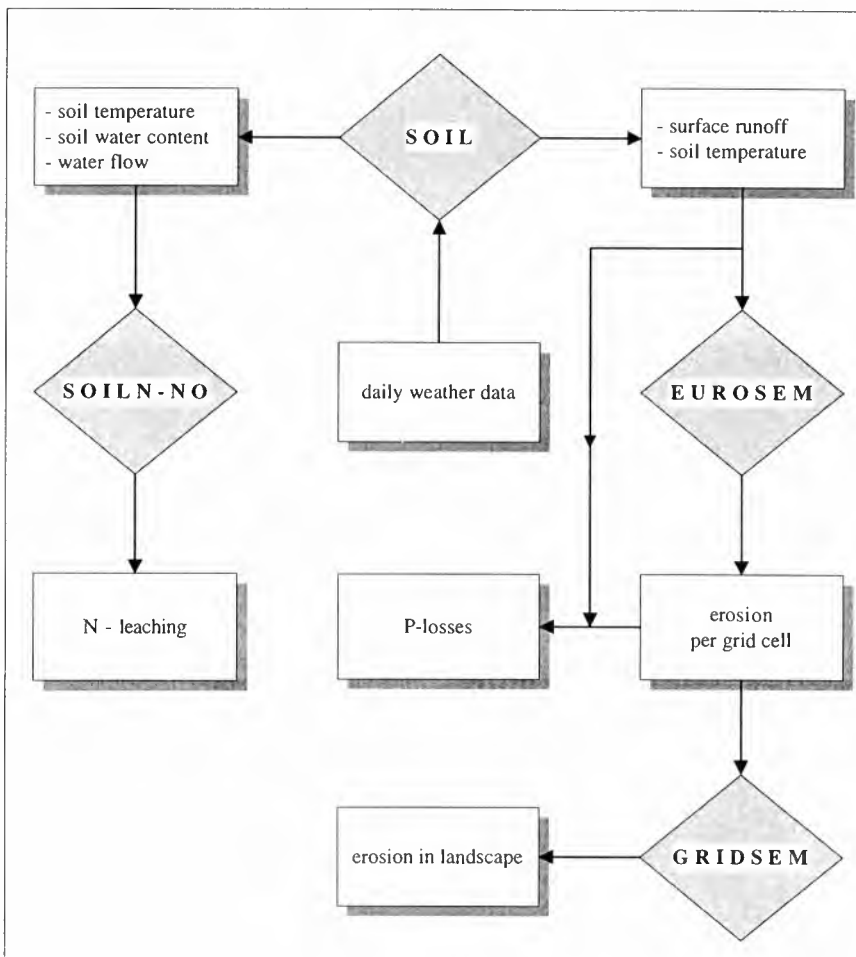 - soil temperature
- soil water content
- water flow
SOIL
- surface runoff
- soil temperature
SOILN-NO
daily weather data
EUROSEM
N - leaching
P-losses
erosion
per grid cell
erosion in landscape
GRIDSEM